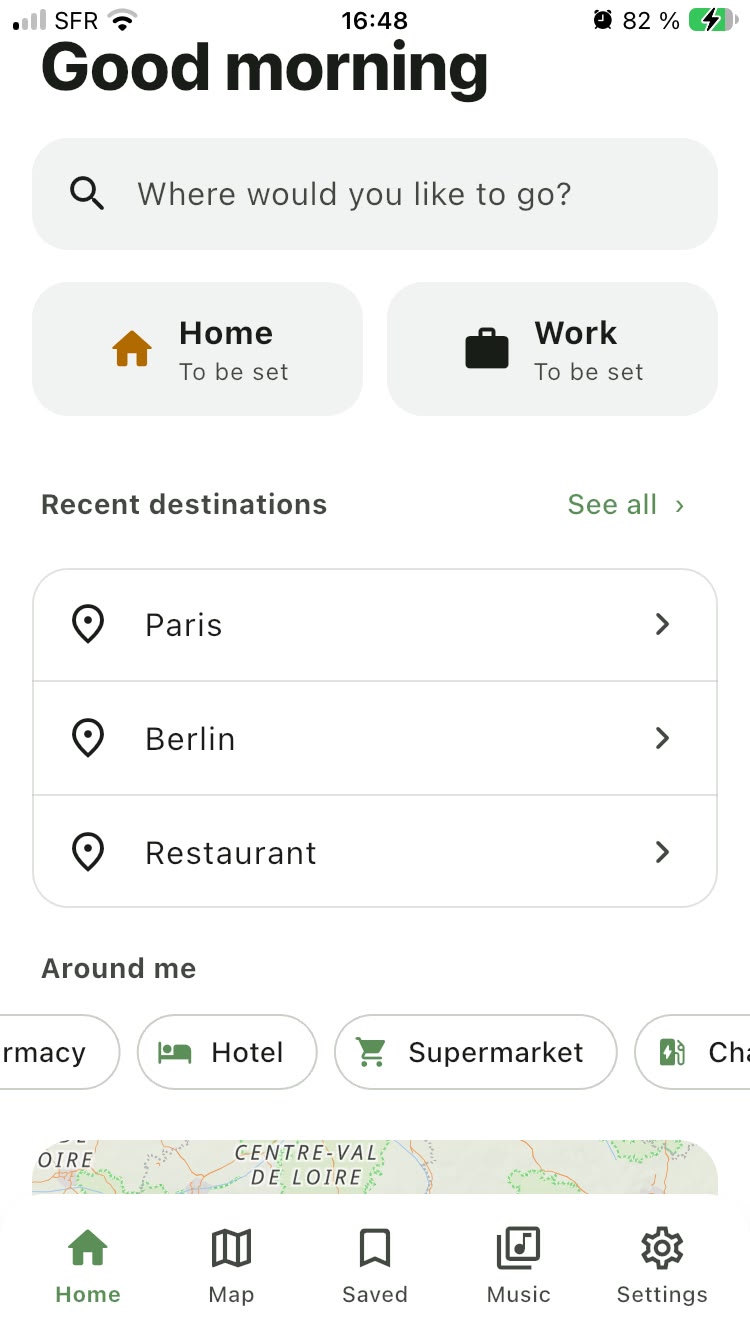 SFR 16:48 82 %
Good morning
Where would you like to go?
Home
To be set
Work
To be set
Recent destinations See all ›
Paris
Berlin
Restaurant
Around me
rmacy Hotel Supermarket Cha
OIRE
CENTRE-VAL
DE LOIRE
Home Map Saved Music Settings